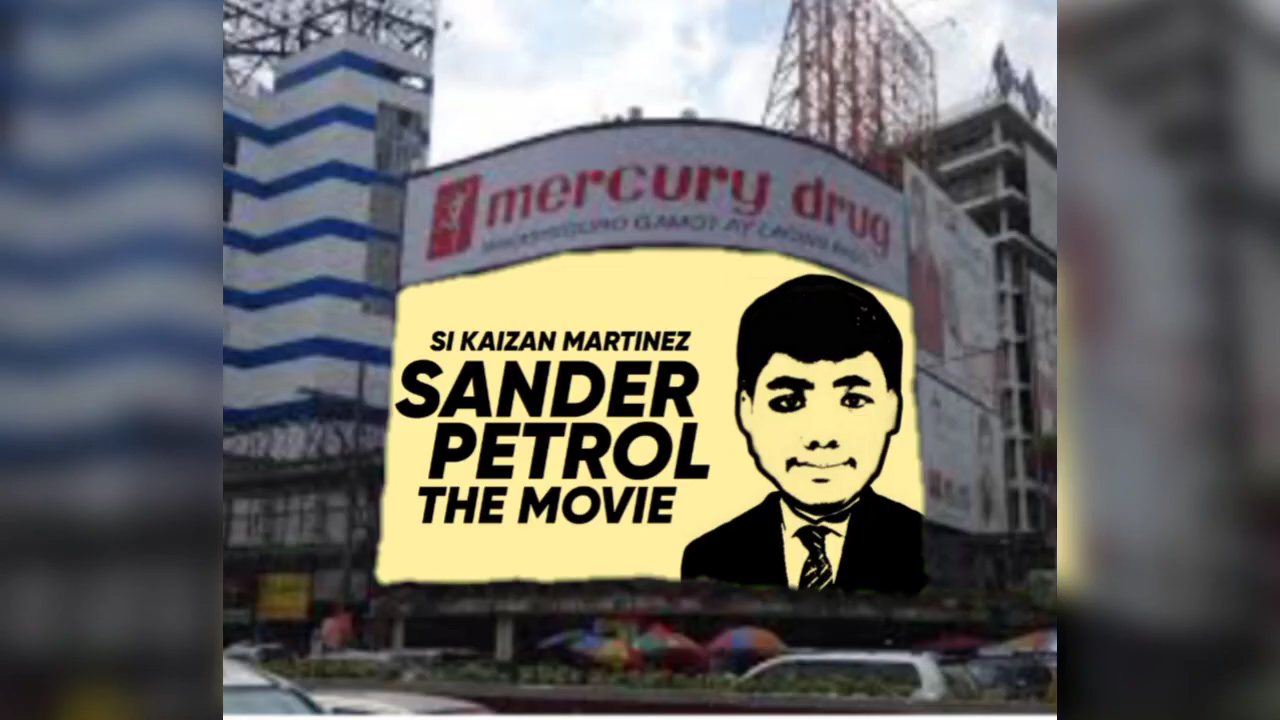 mercury drug
SI KAIZAN MARTINEZ
SANDER
PETROL
THE MOVIE